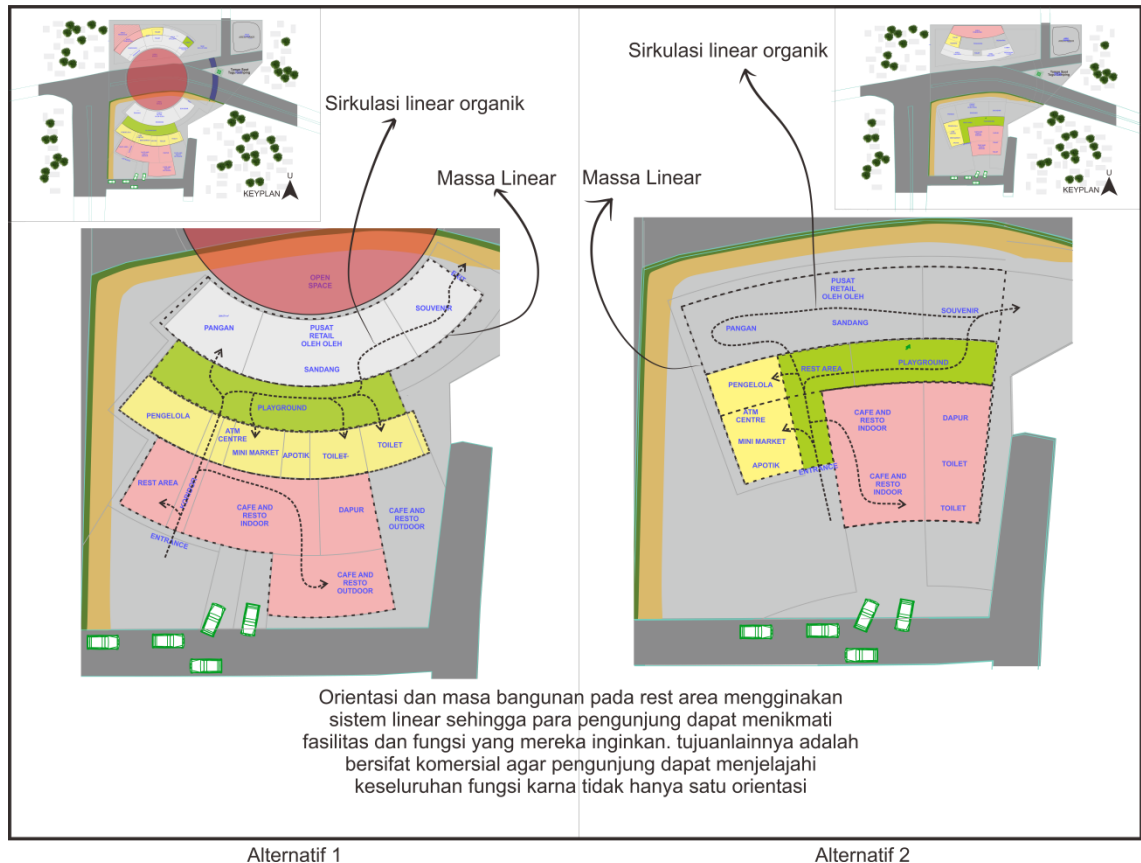 Sirkulasi linear organik
Massa Linear
KEYPLAN
U
OPEN
SPACE
PANGAN
PUSAT
RETAIL
OLEH OLEH
SANDANG
SOUVENIR
PLAYGROUND
PENGELOLA
ATM
CENTRE
MINI MARKET
APOTIK
TOILET
TOILET
REST AREA
CAFE AND
RESTO
INDOOR
DAPUR
CAFE AND
RESTO
OUTDOOR
ENTRANCE
CAFE AND
RESTO
OUTDOOR
Sirkulasi linear organik
Massa Linear
KEYPLAN
U
PUSAT
RETAIL
OLEH OLEH
PANGAN
SANDANG
SOUVENIR
PLAYGROUND
REST AREA
PENGELOLA
ATM
CENTRE
MINI MARKET
APOTIK
CAFE AND
RESTO
INDOOR
DAPUR
TOILET
ENTRANCE
CAFE AND
RESTO
INDOOR
TOILET
Orientasi dan masa bangunan pada rest area mengginakan
sistem linear sehingga para pengunjung dapat menikmati
fasilitas dan fungsi yang mereka inginkan. tujuanlainnya adalah
bersifat komersial agar pengunjung dapat menjelajahi
keseluruhan fungsi karna tidak hanya satu orientasi
Alternatif 1
Alternatif 2